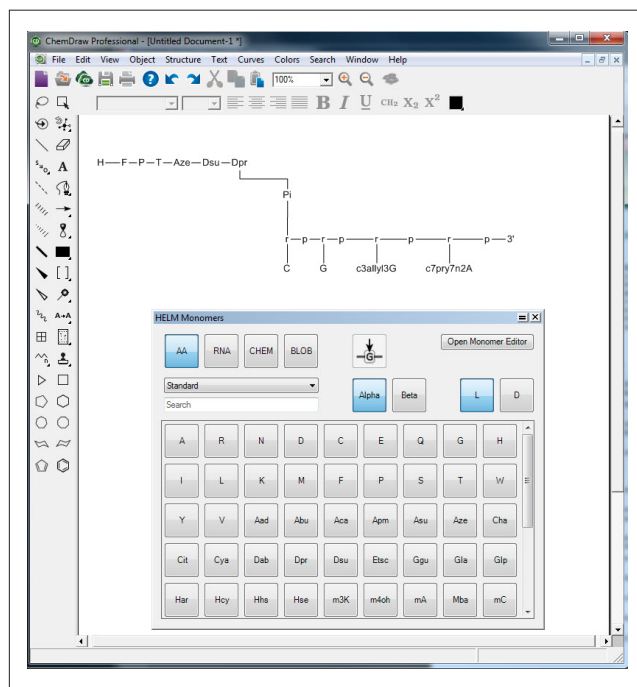 ChemDraw Professional - [Untitled Document-1 *]
File Edit View Object Structure Text Curves Colors Search Window Help
100%
B I U CH₂ X₂ X²
A
A→A
H—F—P—T—Aze—Dsu—Dpr
Pi
r—p—r—p—r—p—r—p—3'
C G c3allyl3G c7pry7n2A
HELM Monomers
AA RNA CHEM BLOB G Open Monomer Editor
Standard Alpha Beta L D
Search
A R N D C E Q G H
I L K M F P S T W
Y V Aad Abu Aca Apm Asu Aze Cha
Cit Cya Dab Dpr Dsu Etsc Ggu Gla Glp
Har Hcy Hhs Hse m3K m4oh mA Mba mC